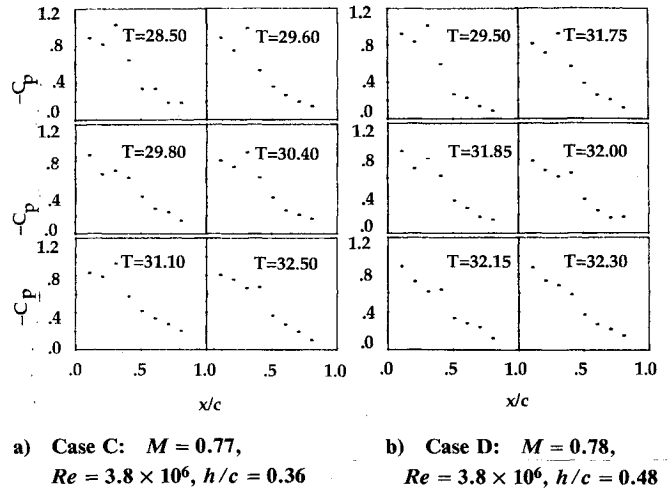 1.2
.8
.4
.0
-Cp
T=28.50
T=29.60
1.2
.8
.4
.0
-Cp
T=29.80
T=30.40
1.2
.8
.4
.0
-Cp
T=31.10
T=32.50
.0 .5 1.0 .5 1.0
x/c
1.2
.8
.4
.0
T=29.50
T=31.75
1.2
.8
.4
.0
T=31.85
T=32.00
1.2
.8
.4
.0
T=32.15
T=32.30
.0 .5 1.0 .5 1.0
x/c
a) Case C: M = 0.77,
Re = 3.8 × 10⁶, h/c = 0.36
b) Case D: M = 0.78,
Re = 3.8 × 10⁶, h/c = 0.48